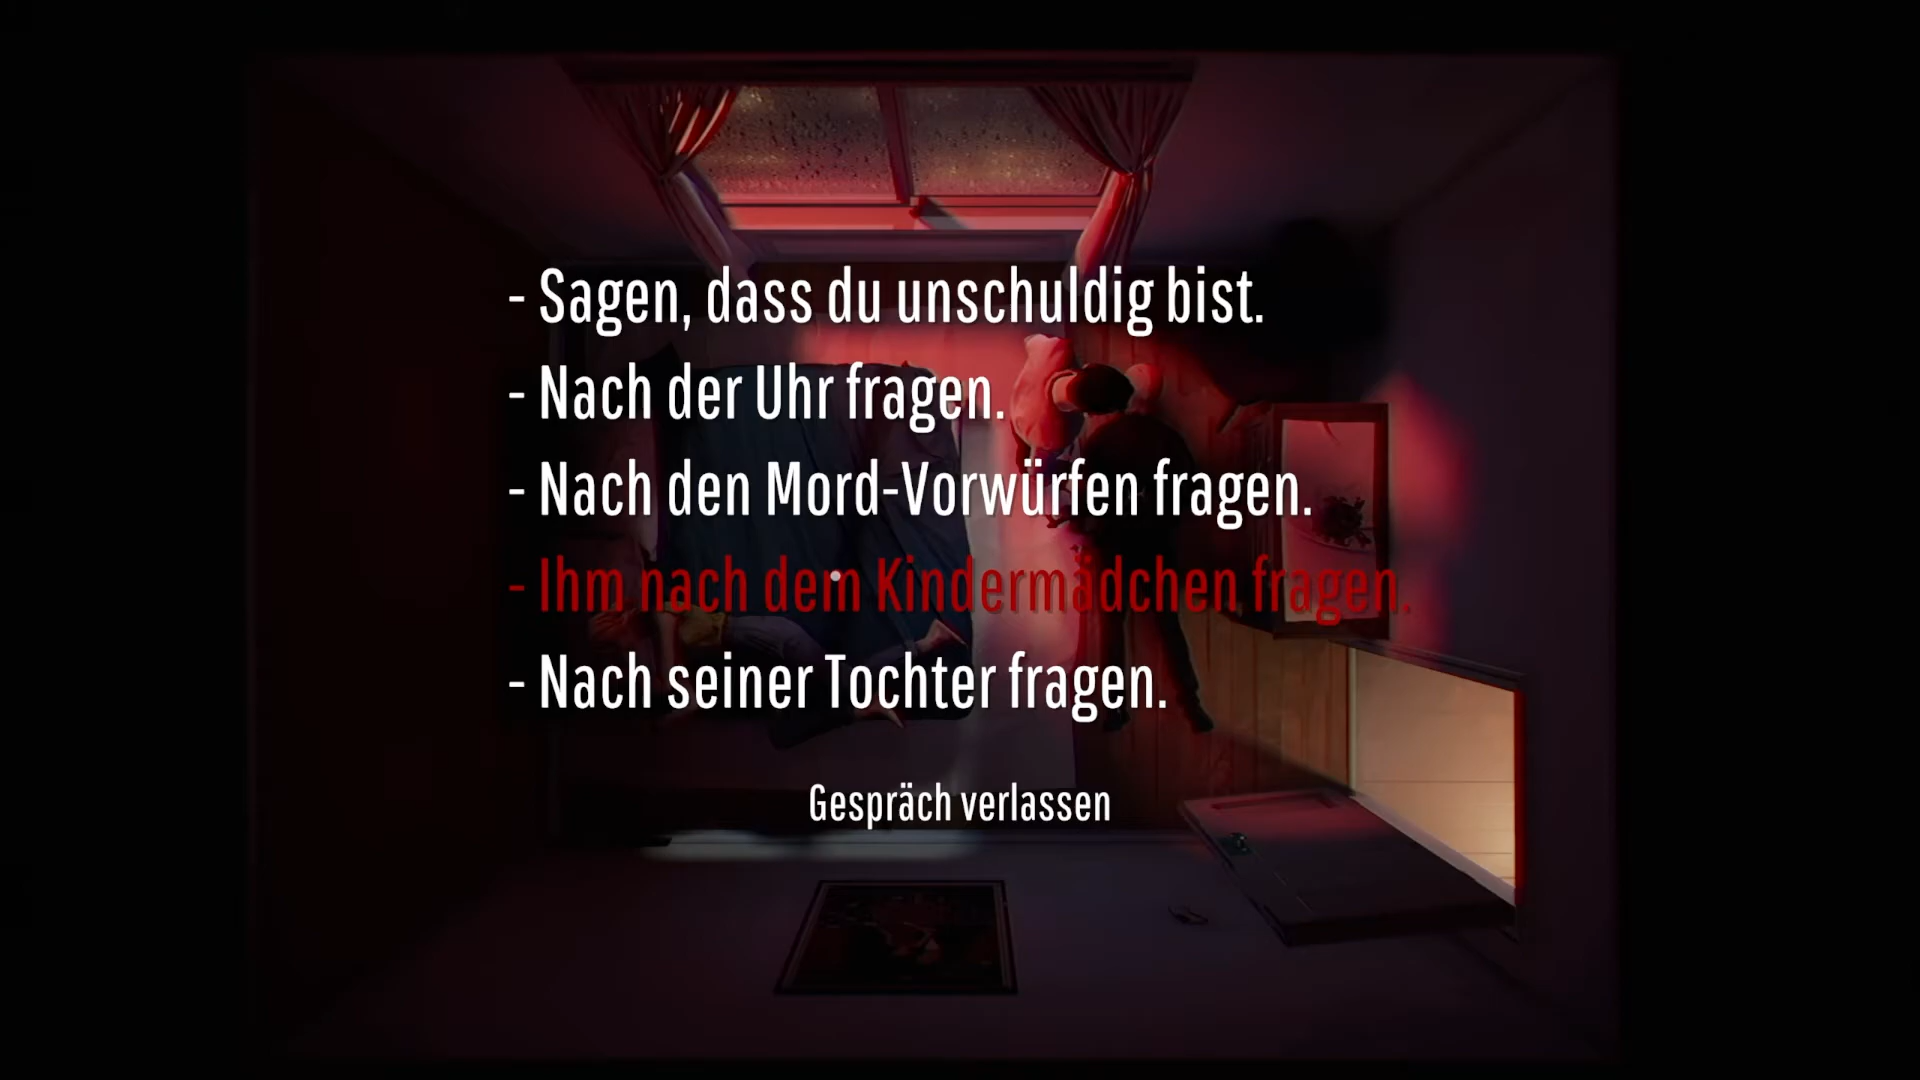 - Sagen, dass du unschuldig bist.
- Nach der Uhr fragen.
- Nach den Mord-Vorwürfen fragen.
- Ihm nach dem Kindermädchen fragen.
- Nach seiner Tochter fragen.
Gespräch verlassen